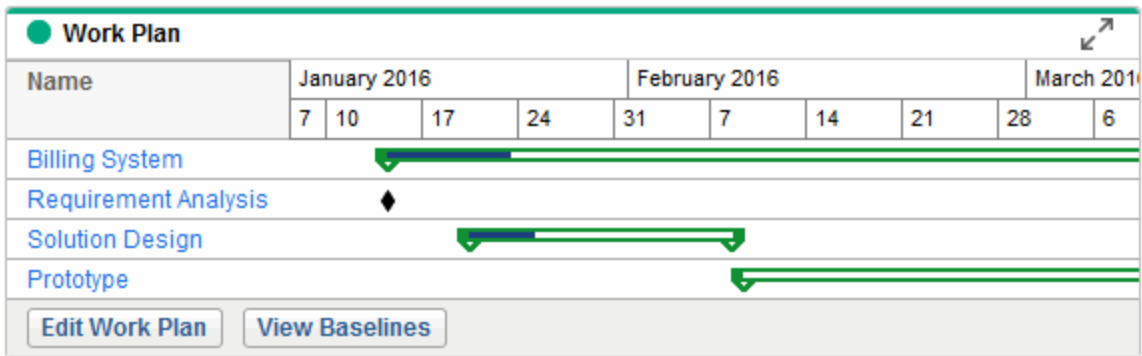 Work Plan
Name
January 2016 February 2016 March 201
7 10 17 24 31 7 14 21 28 6
Billing System
Requirement Analysis
Solution Design
Prototype
Edit Work Plan View Baselines